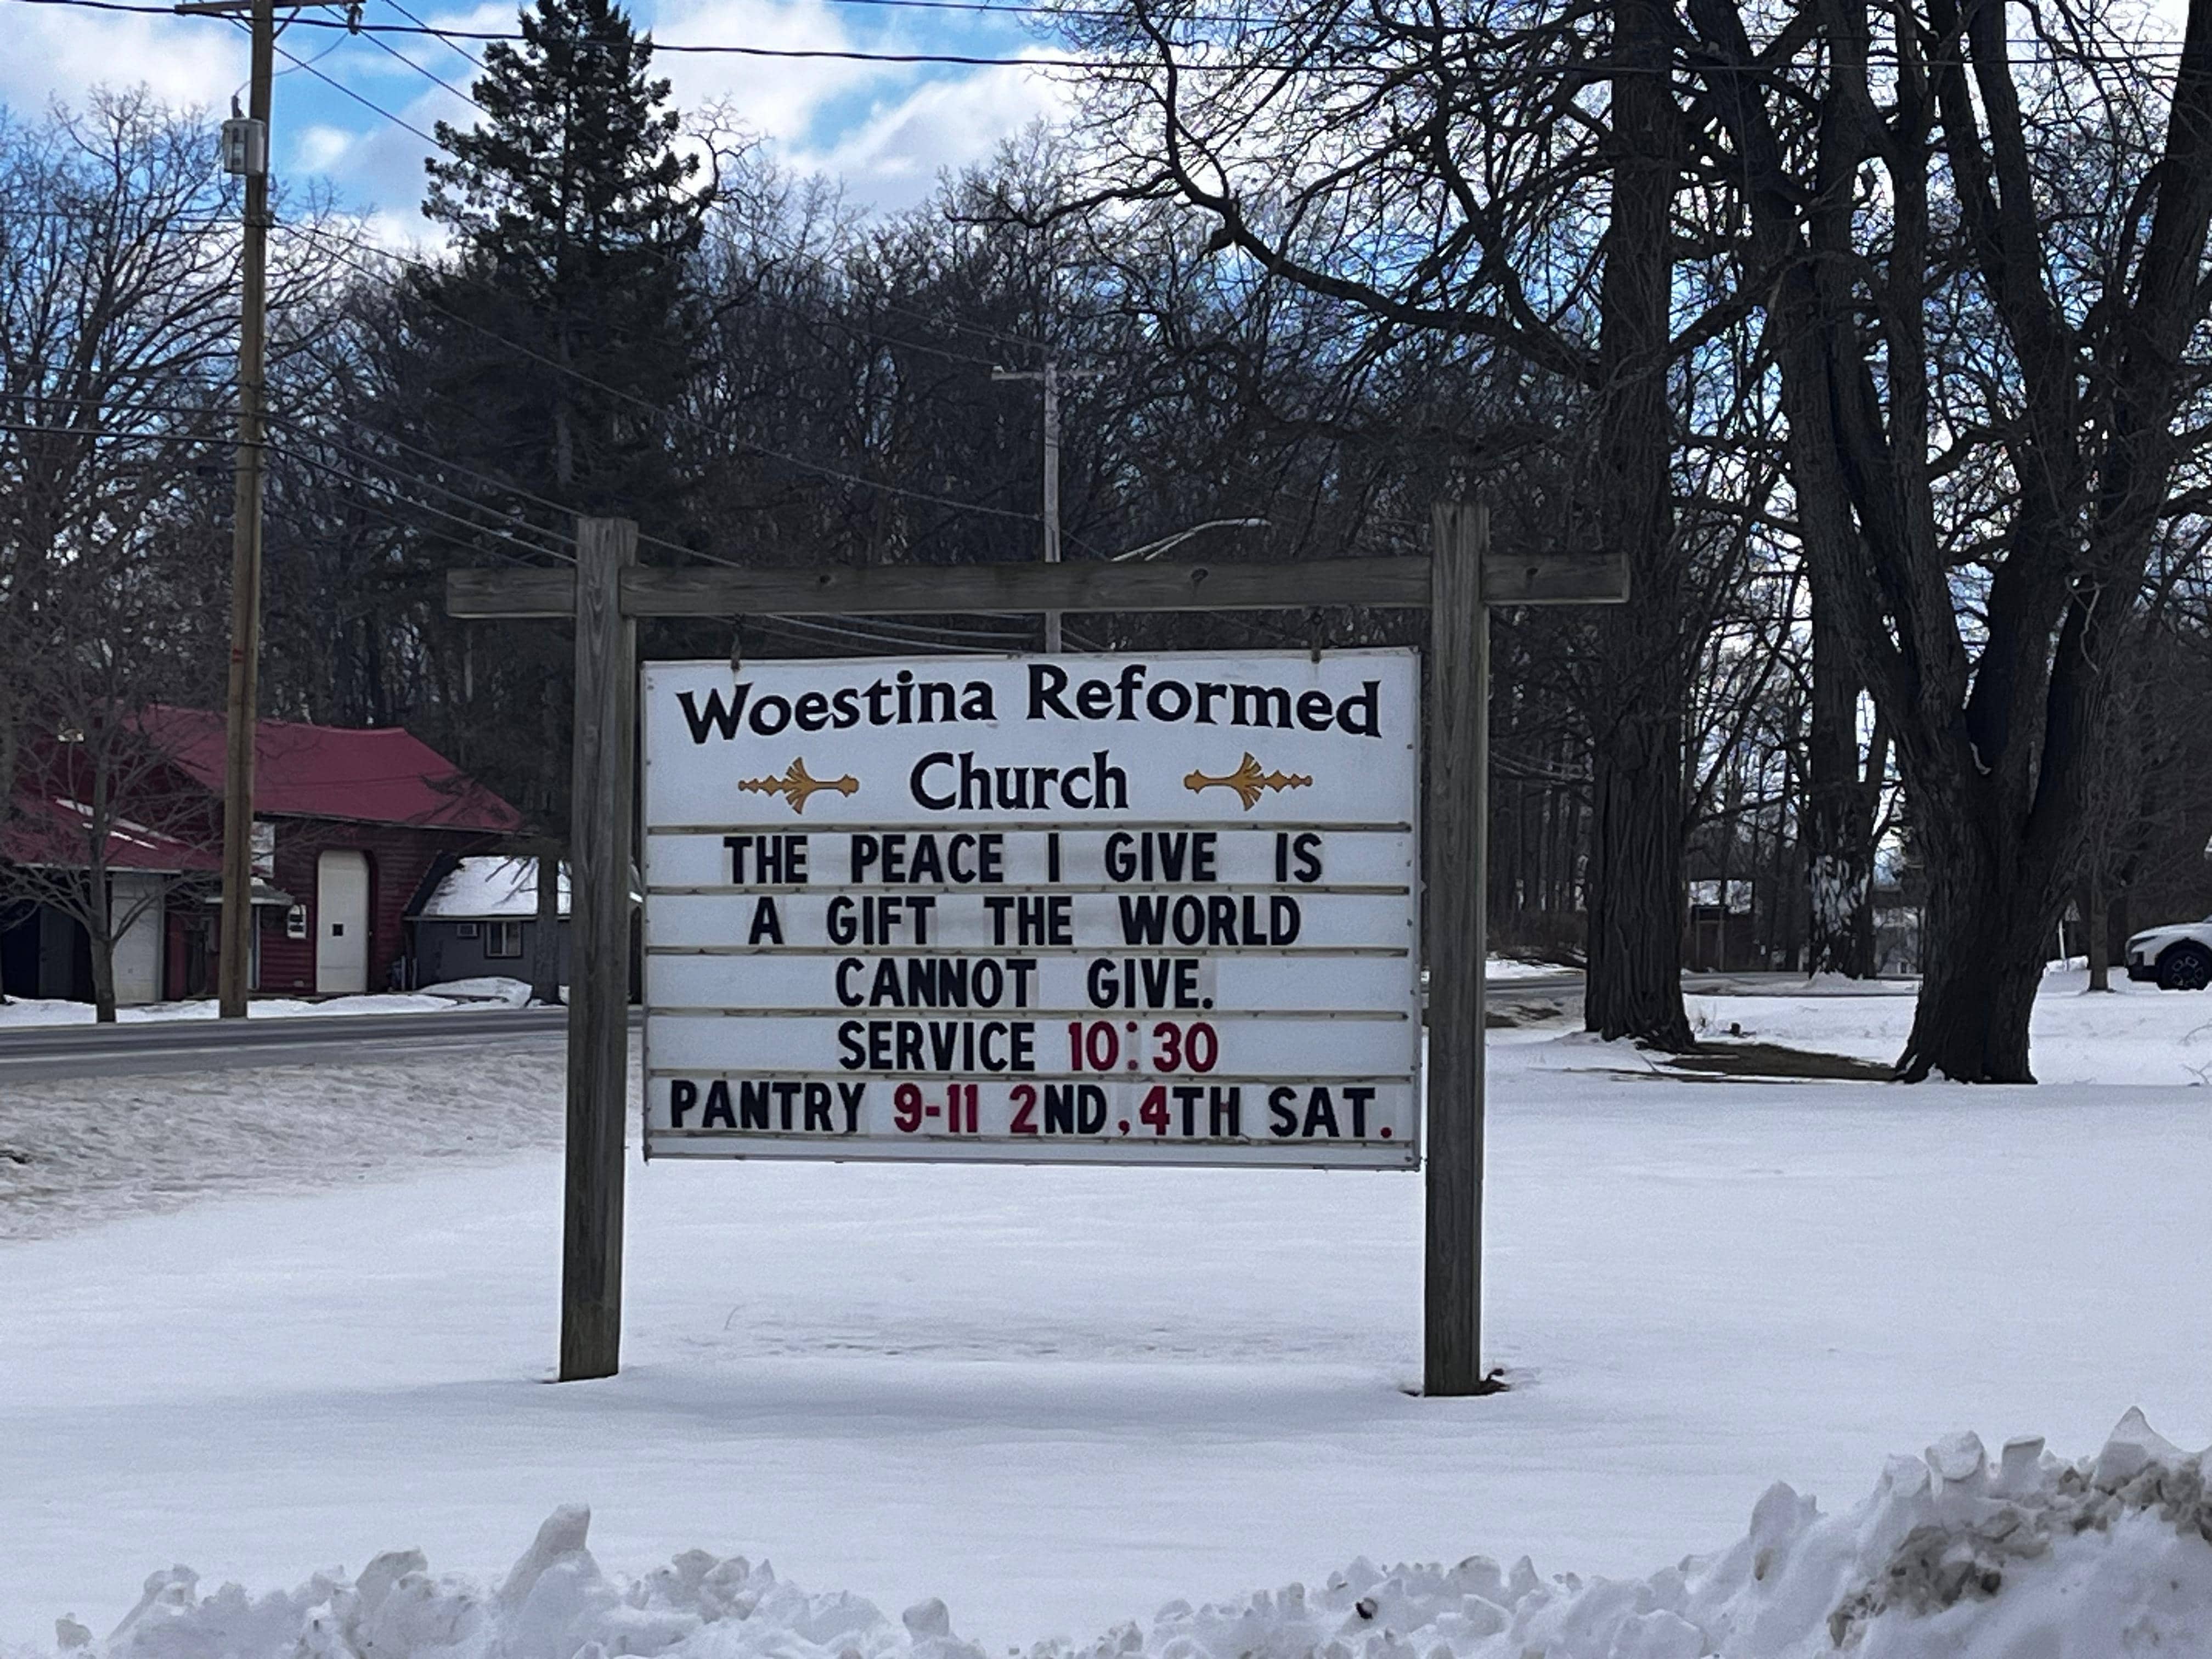 Woestina Reformed
Church
THE PEACE I GIVE IS
A GIFT THE WORLD
CANNOT GIVE.
SERVICE 10:30
PANTRY 9-11 2ND,4TH SAT.